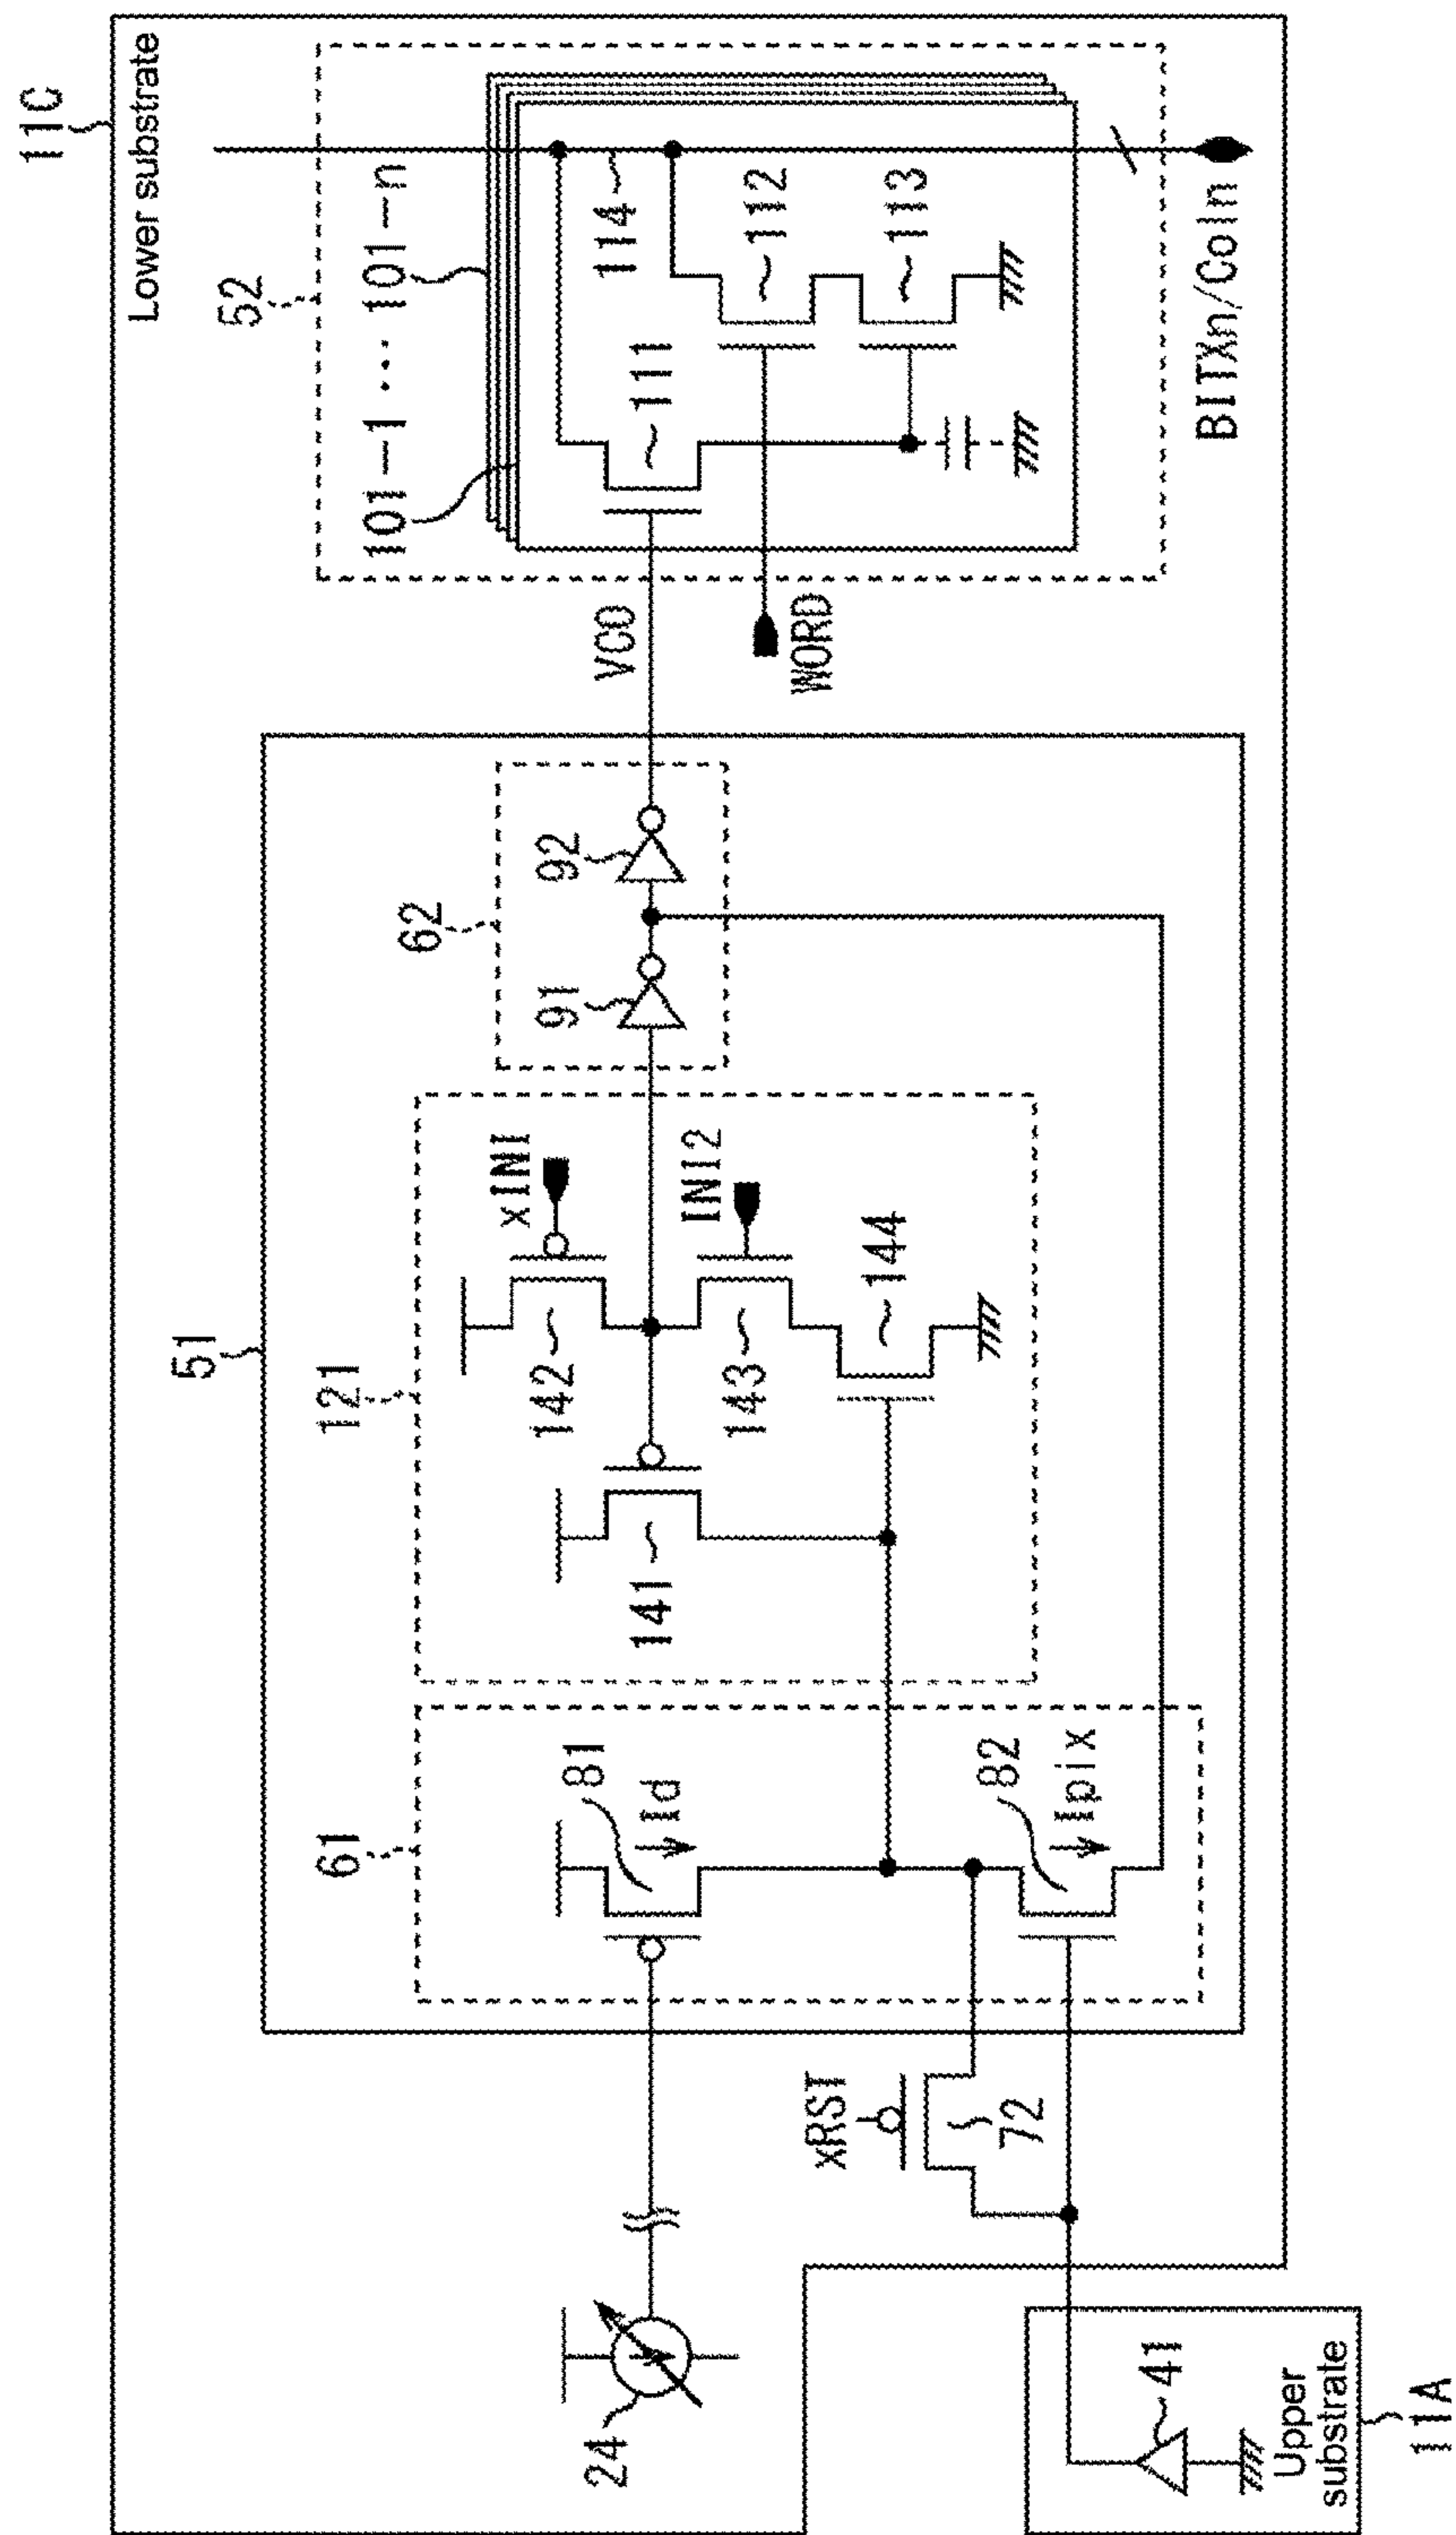 11C
Lower substrate
52
101-1 ... 101-n
114
111
112
113
BITXn/Coln
VCO
WORD
51
62
91
92
121
xINI
INI2
141
142
143
144
61
81
Id
82
Ipix
xRST
72
24
41
Upper
substrate
11A